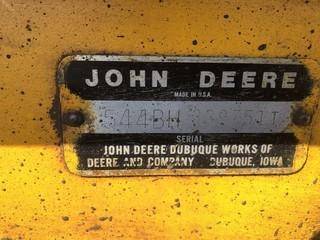 JOHN DEERE
MADE IN U.S.A.
SERIAL
JOHN DEERE DUBUQUE WORKS OF
DEERE AND COMPANY DUBUQUE, IOWA